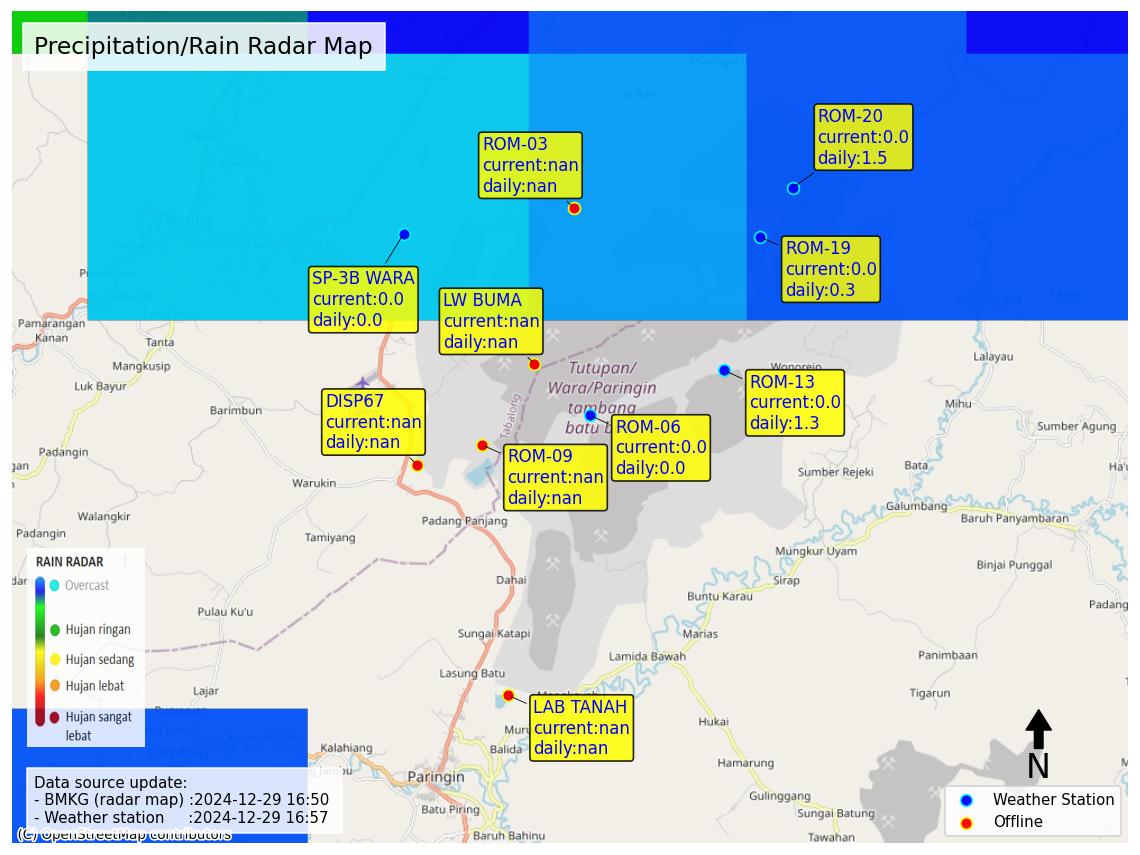 Precipitation/Rain Radar Map
ROM-20
current:0.0
daily:1.5
ROM-03
current:nan
daily:nan
Tanjung
ROM-19
current:0.0
daily:0.3
SP-3B WARA
current:0.0
daily:0.0
LW BUMA
current:nan
daily:nan
Pamarangan
Kanan
Tanta
Mangkusip
Luk Bayur
Barimbun
Tutupan/
Wara/Paringin
tambang
batu b
Tabalong
Wonorejo
Lalayau
ROM-13
current:0.0
daily:1.3
Mihu
DISP67
current:nan
daily:nan
ROM-06
current:0.0
daily:0.0
Sumber Agung
Padangin
ROM-09
current:nan
daily:nan
Sumber Rejeki
Bata
Ha'u
Warukin
Galumbang
Walangkir
Padangin
Padang Panjang
Baruh Panyambaran
Tamiyang
Mungkur Uyam
Binjai Punggal
RAIN RADAR
Overcast
Hujan ringan
Hujan sedang
Hujan lebat
Hujan sangat
lebat
Dahai
Sirap
Buntu Karau
Padang
Pulau Ku'u
Sungai Katapi
Marias
Lamida Bawah
Panimbaan
Lasung Batu
Lajar
Tigarun
LAB TANAH
current:nan
daily:nan
Hukai
Muru
Balida
Kalahiang
Hamarung
N
Paringin
Gulinggang
Batu Piring
Sungai Batung
Baruh Bahinu
Tawahan
Data source update:
- BMKG (radar map) :2024-12-29 16:50
- Weather station :2024-12-29 16:57
(C) OpenStreetMap contributors
Weather Station
Offline